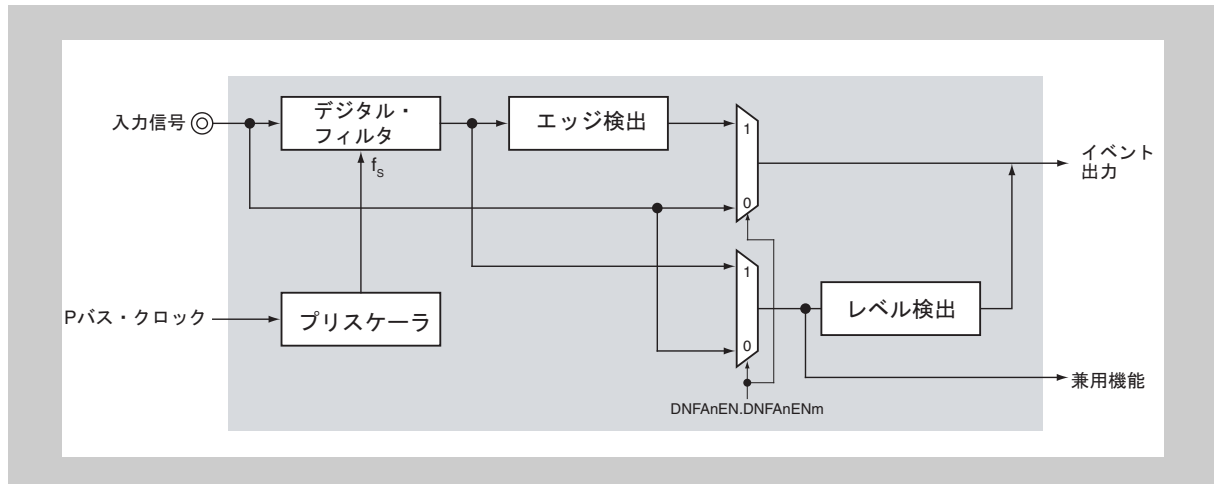 入力信号
デジタル・
フィルタ
エッジ検出
1
0
イベント
出力
fS
1
0
Pバス・クロック
プリスケーラ
レベル検出
兼用機能
DNFAnEN.DNFAnENm